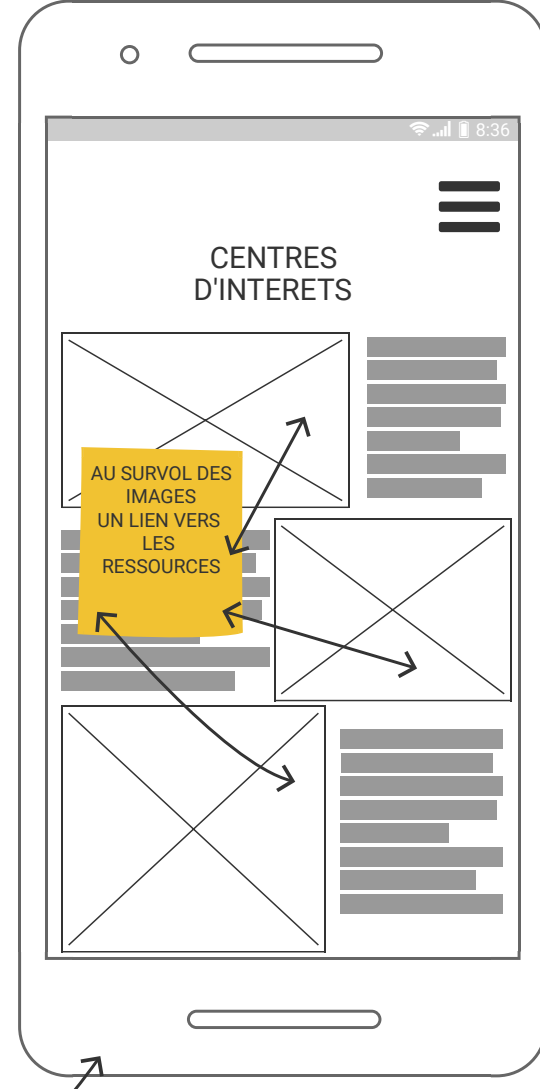 8:36
CENTRES
D'INTERETS
AU SURVOL DES
IMAGES
UN LIEN VERS
LES
RESSOURCES